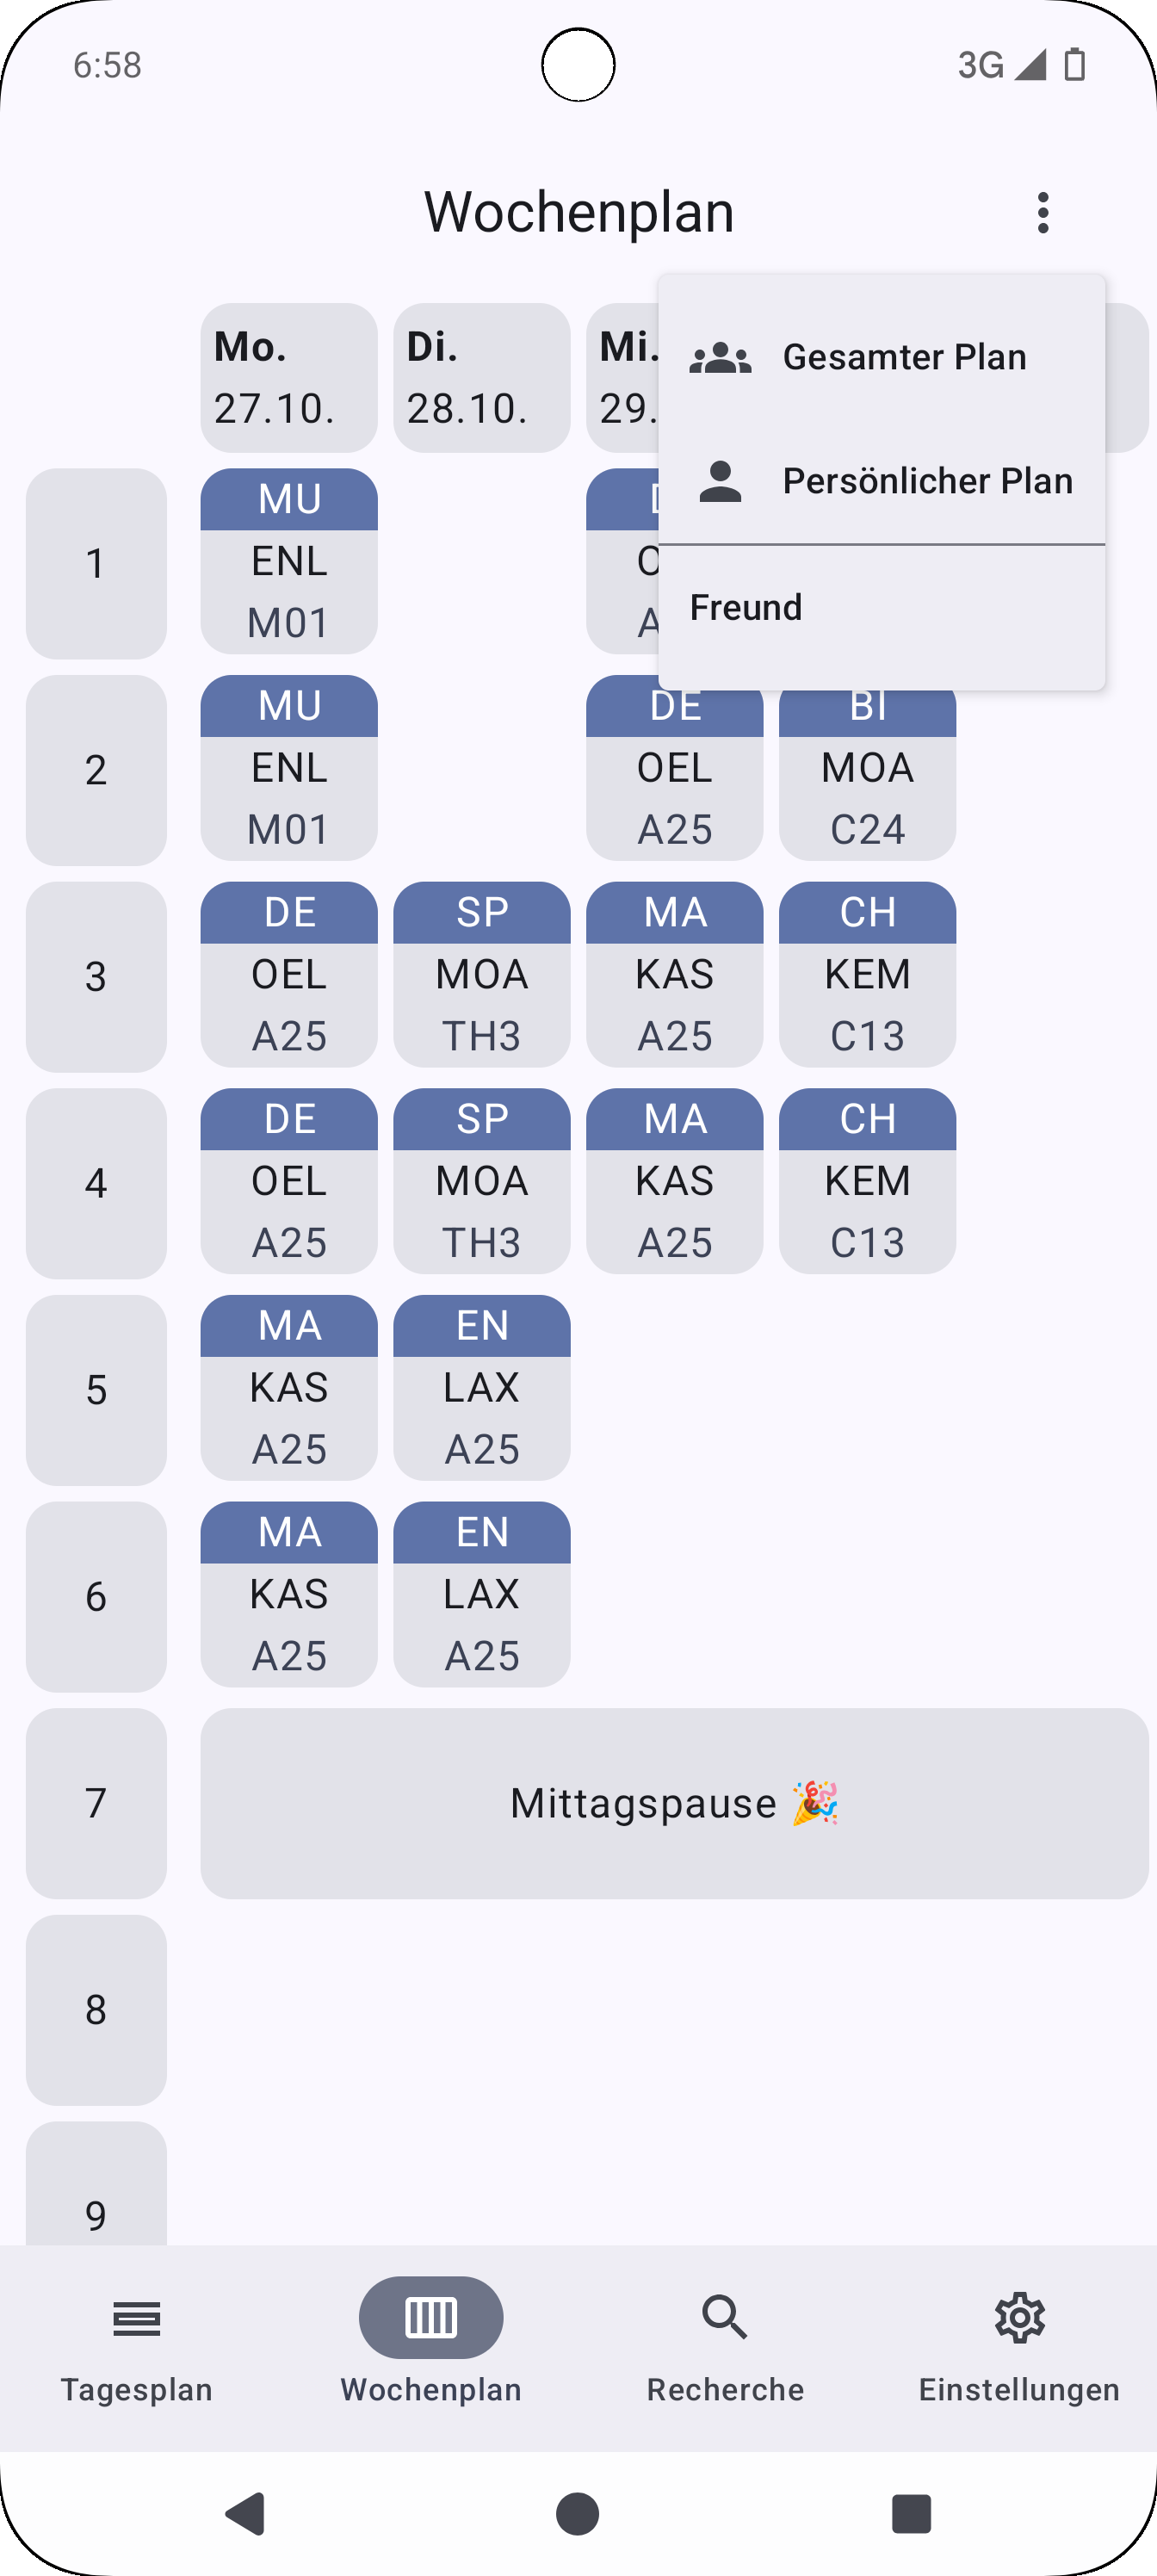 6:58
3G
Wochenplan
Mo.
27.10.
Di.
28.10.
Mi.
29.
Gesamter Plan
Persönlicher Plan
Freund
1
MU
ENL
M01
2
MU
ENL
M01
DE
OEL
A25
BI
MOA
C24
3
DE
OEL
A25
SP
MOA
TH3
MA
KAS
A25
CH
KEM
C13
4
DE
OEL
A25
SP
MOA
TH3
MA
KAS
A25
CH
KEM
C13
5
MA
KAS
A25
EN
LAX
A25
6
MA
KAS
A25
EN
LAX
A25
7
Mittagspause 🎉
8
9
Tagesplan
Wochenplan
Recherche
Einstellungen